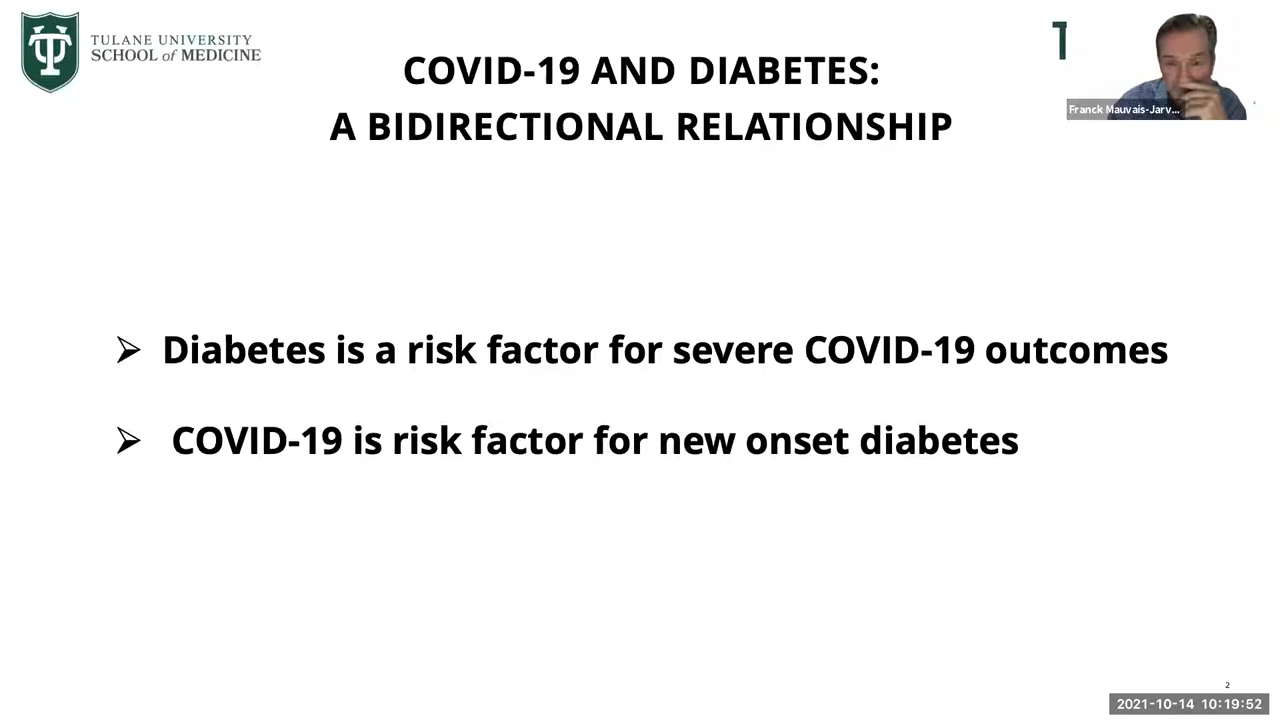 TULANE UNIVERSITY
SCHOOL of MEDICINE
COVID-19 AND DIABETES:
A BIDIRECTIONAL RELATIONSHIP
Franck Mauvais-Jarv...
➢ Diabetes is a risk factor for severe COVID-19 outcomes
➢ COVID-19 is risk factor for new onset diabetes
2
2021-10-14 10:19:52